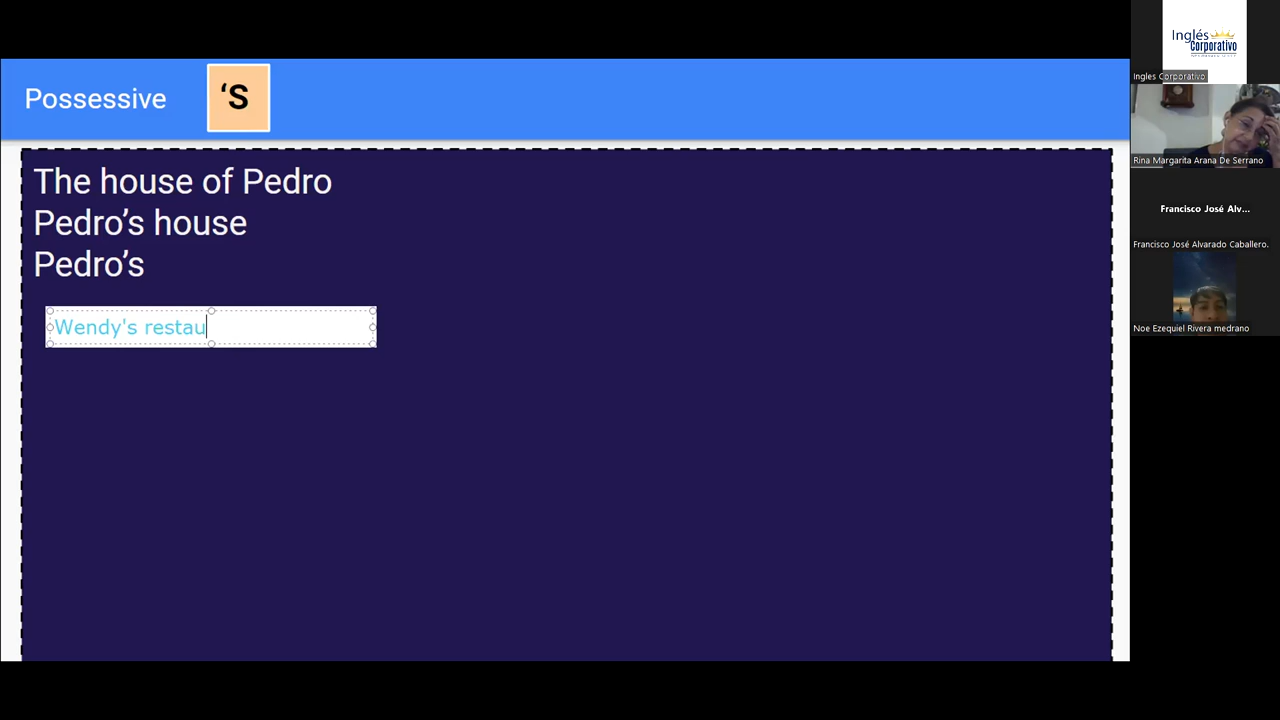 Possessive
‘S
The house of Pedro
Pedro’s house
Pedro’s
Wendy's restau
Inglés
Corporativo
Ingles Corporativo
Rina Margarita Arana De Serrano
Francisco José Alv...
Francisco José Alvarado Caballero.
Noe Ezequiel Rivera medrano